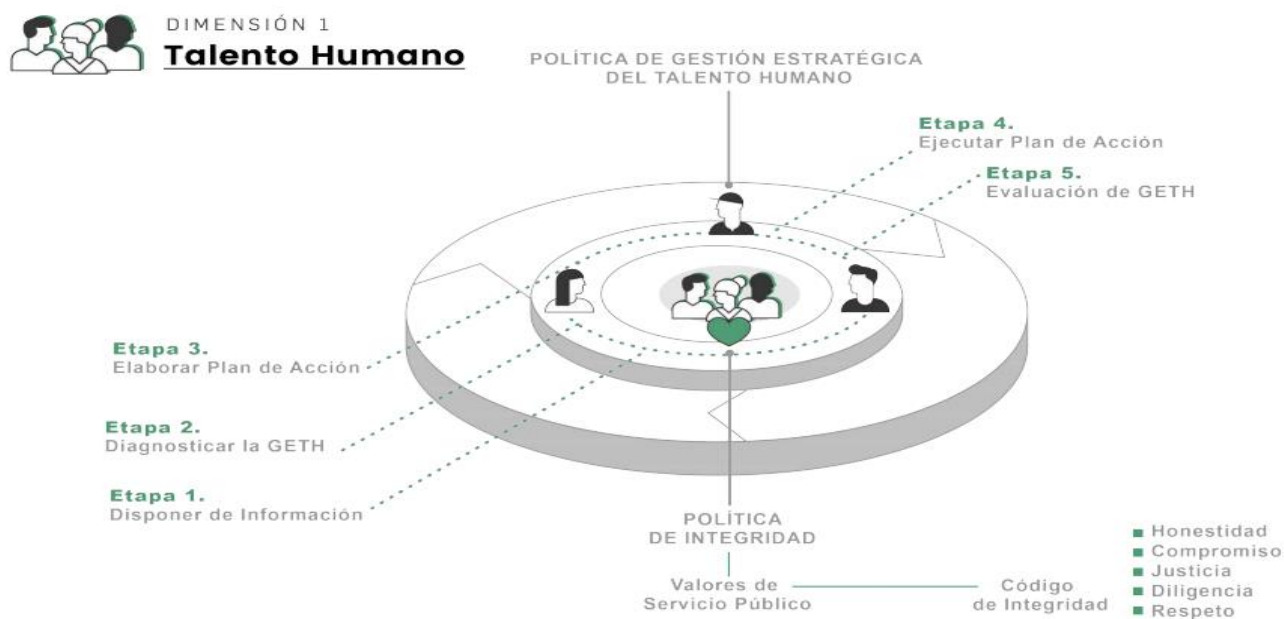 DIMENSIÓN 1
Talento Humano
POLÍTICA DE GESTIÓN ESTRATÉGICA
DEL TALENTO HUMANO
Etapa 4.
Ejecutar Plan de Acción
Etapa 5.
Evaluación de GETH
Etapa 3.
Elaborar Plan de Acción
Etapa 2.
Diagnosticar la GETH
Etapa 1.
Disponer de Información
POLÍTICA
DE INTEGRIDAD
Valores de
Servicio Público
Código
de Integridad
Honestidad
Compromiso
Justicia
Diligencia
Respeto